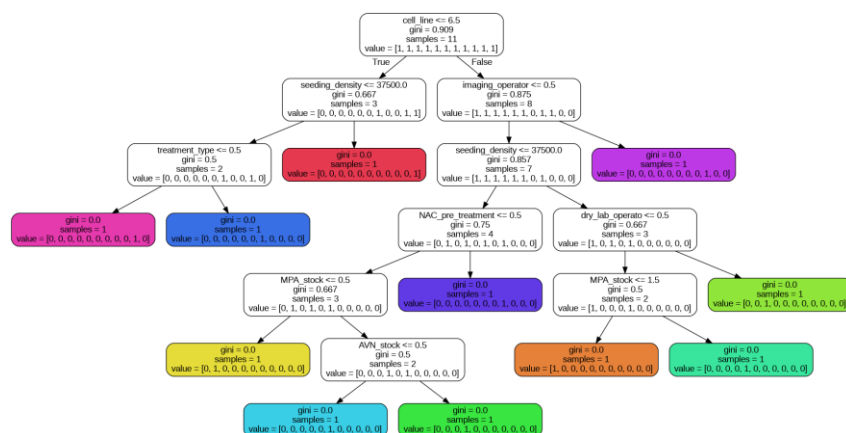 cell_line <= 6.5
gini = 0.909
samples = 11
value = [1, 1, 1, 1, 1, 1, 1, 1, 1, 1, 1]
True
False
seeding_density <= 37500.0
gini = 0.667
samples = 3
value = [0, 0, 0, 0, 0, 0, 1, 0, 0, 1, 1]
imaging_operator <= 0.5
gini = 0.875
samples = 8
value = [1, 1, 1, 1, 1, 1, 0, 1, 1, 0, 0]
treatment_type <= 0.5
gini = 0.5
samples = 2
value = [0, 0, 0, 0, 0, 0, 1, 0, 0, 1, 0]
gini = 0.0
samples = 1
value = [0, 0, 0, 0, 0, 0, 0, 0, 0, 0, 1]
seeding_density <= 37500.0
gini = 0.857
samples = 7
value = [1, 1, 1, 1, 1, 1, 0, 1, 0, 0, 0]
gini = 0.0
samples = 1
value = [0, 0, 0, 0, 0, 0, 0, 0, 1, 0, 0]
gini = 0.0
samples = 1
value = [0, 0, 0, 0, 0, 0, 0, 0, 0, 1, 0]
gini = 0.0
samples = 1
value = [0, 0, 0, 0, 0, 0, 1, 0, 0, 0, 0]
NAC_pre_treatment <= 0.5
gini = 0.75
samples = 4
value = [0, 1, 0, 1, 0, 1, 0, 1, 0, 0, 0]
dry_lab_operato <= 0.5
gini = 0.667
samples = 3
value = [1, 0, 1, 0, 1, 0, 0, 0, 0, 0, 0]
MPA_stock <= 0.5
gini = 0.667
samples = 3
value = [0, 1, 0, 1, 0, 1, 0, 0, 0, 0, 0]
gini = 0.0
samples = 1
value = [0, 0, 0, 0, 0, 0, 0, 1, 0, 0, 0]
MPA_stock <= 1.5
gini = 0.5
samples = 2
value = [1, 0, 0, 0, 1, 0, 0, 0, 0, 0, 0]
gini = 0.0
samples = 1
value = [0, 0, 1, 0, 0, 0, 0, 0, 0, 0, 0]
gini = 0.0
samples = 1
value = [0, 1, 0, 0, 0, 0, 0, 0, 0, 0, 0]
AVN_stock <= 0.5
gini = 0.5
samples = 2
value = [0, 0, 0, 1, 0, 1, 0, 0, 0, 0, 0]
gini = 0.0
samples = 1
value = [1, 0, 0, 0, 0, 0, 0, 0, 0, 0, 0]
gini = 0.0
samples = 1
value = [0, 0, 0, 0, 1, 0, 0, 0, 0, 0, 0]
gini = 0.0
samples = 1
value = [0, 0, 0, 0, 0, 1, 0, 0, 0, 0, 0]
gini = 0.0
samples = 1
value = [0, 0, 0, 1, 0, 0, 0, 0, 0, 0, 0]